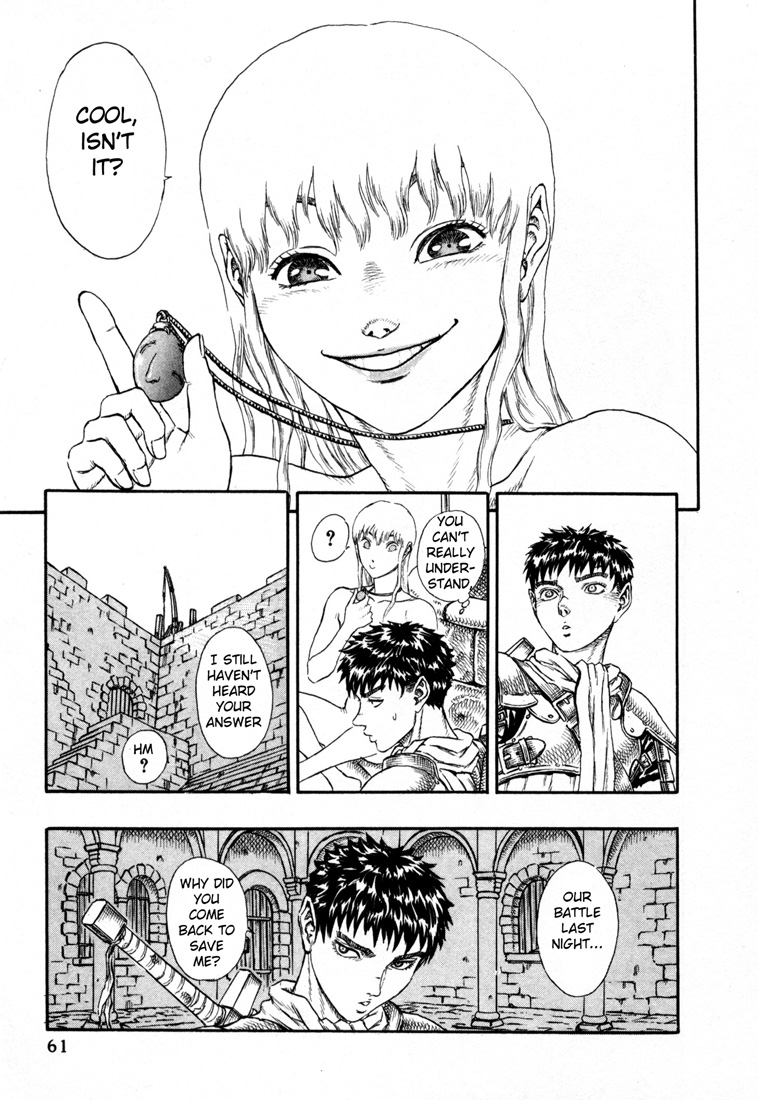 COOL,
ISN'T
IT?
YOU
CAN'T
REALLY
UNDER-
STAND
?
I STILL
HAVEN'T
HEARD
YOUR
ANSWER
HM
?
OUR
BATTLE
LAST
NIGHT...
WHY DID
YOU
COME
BACK TO
SAVE
ME?
61